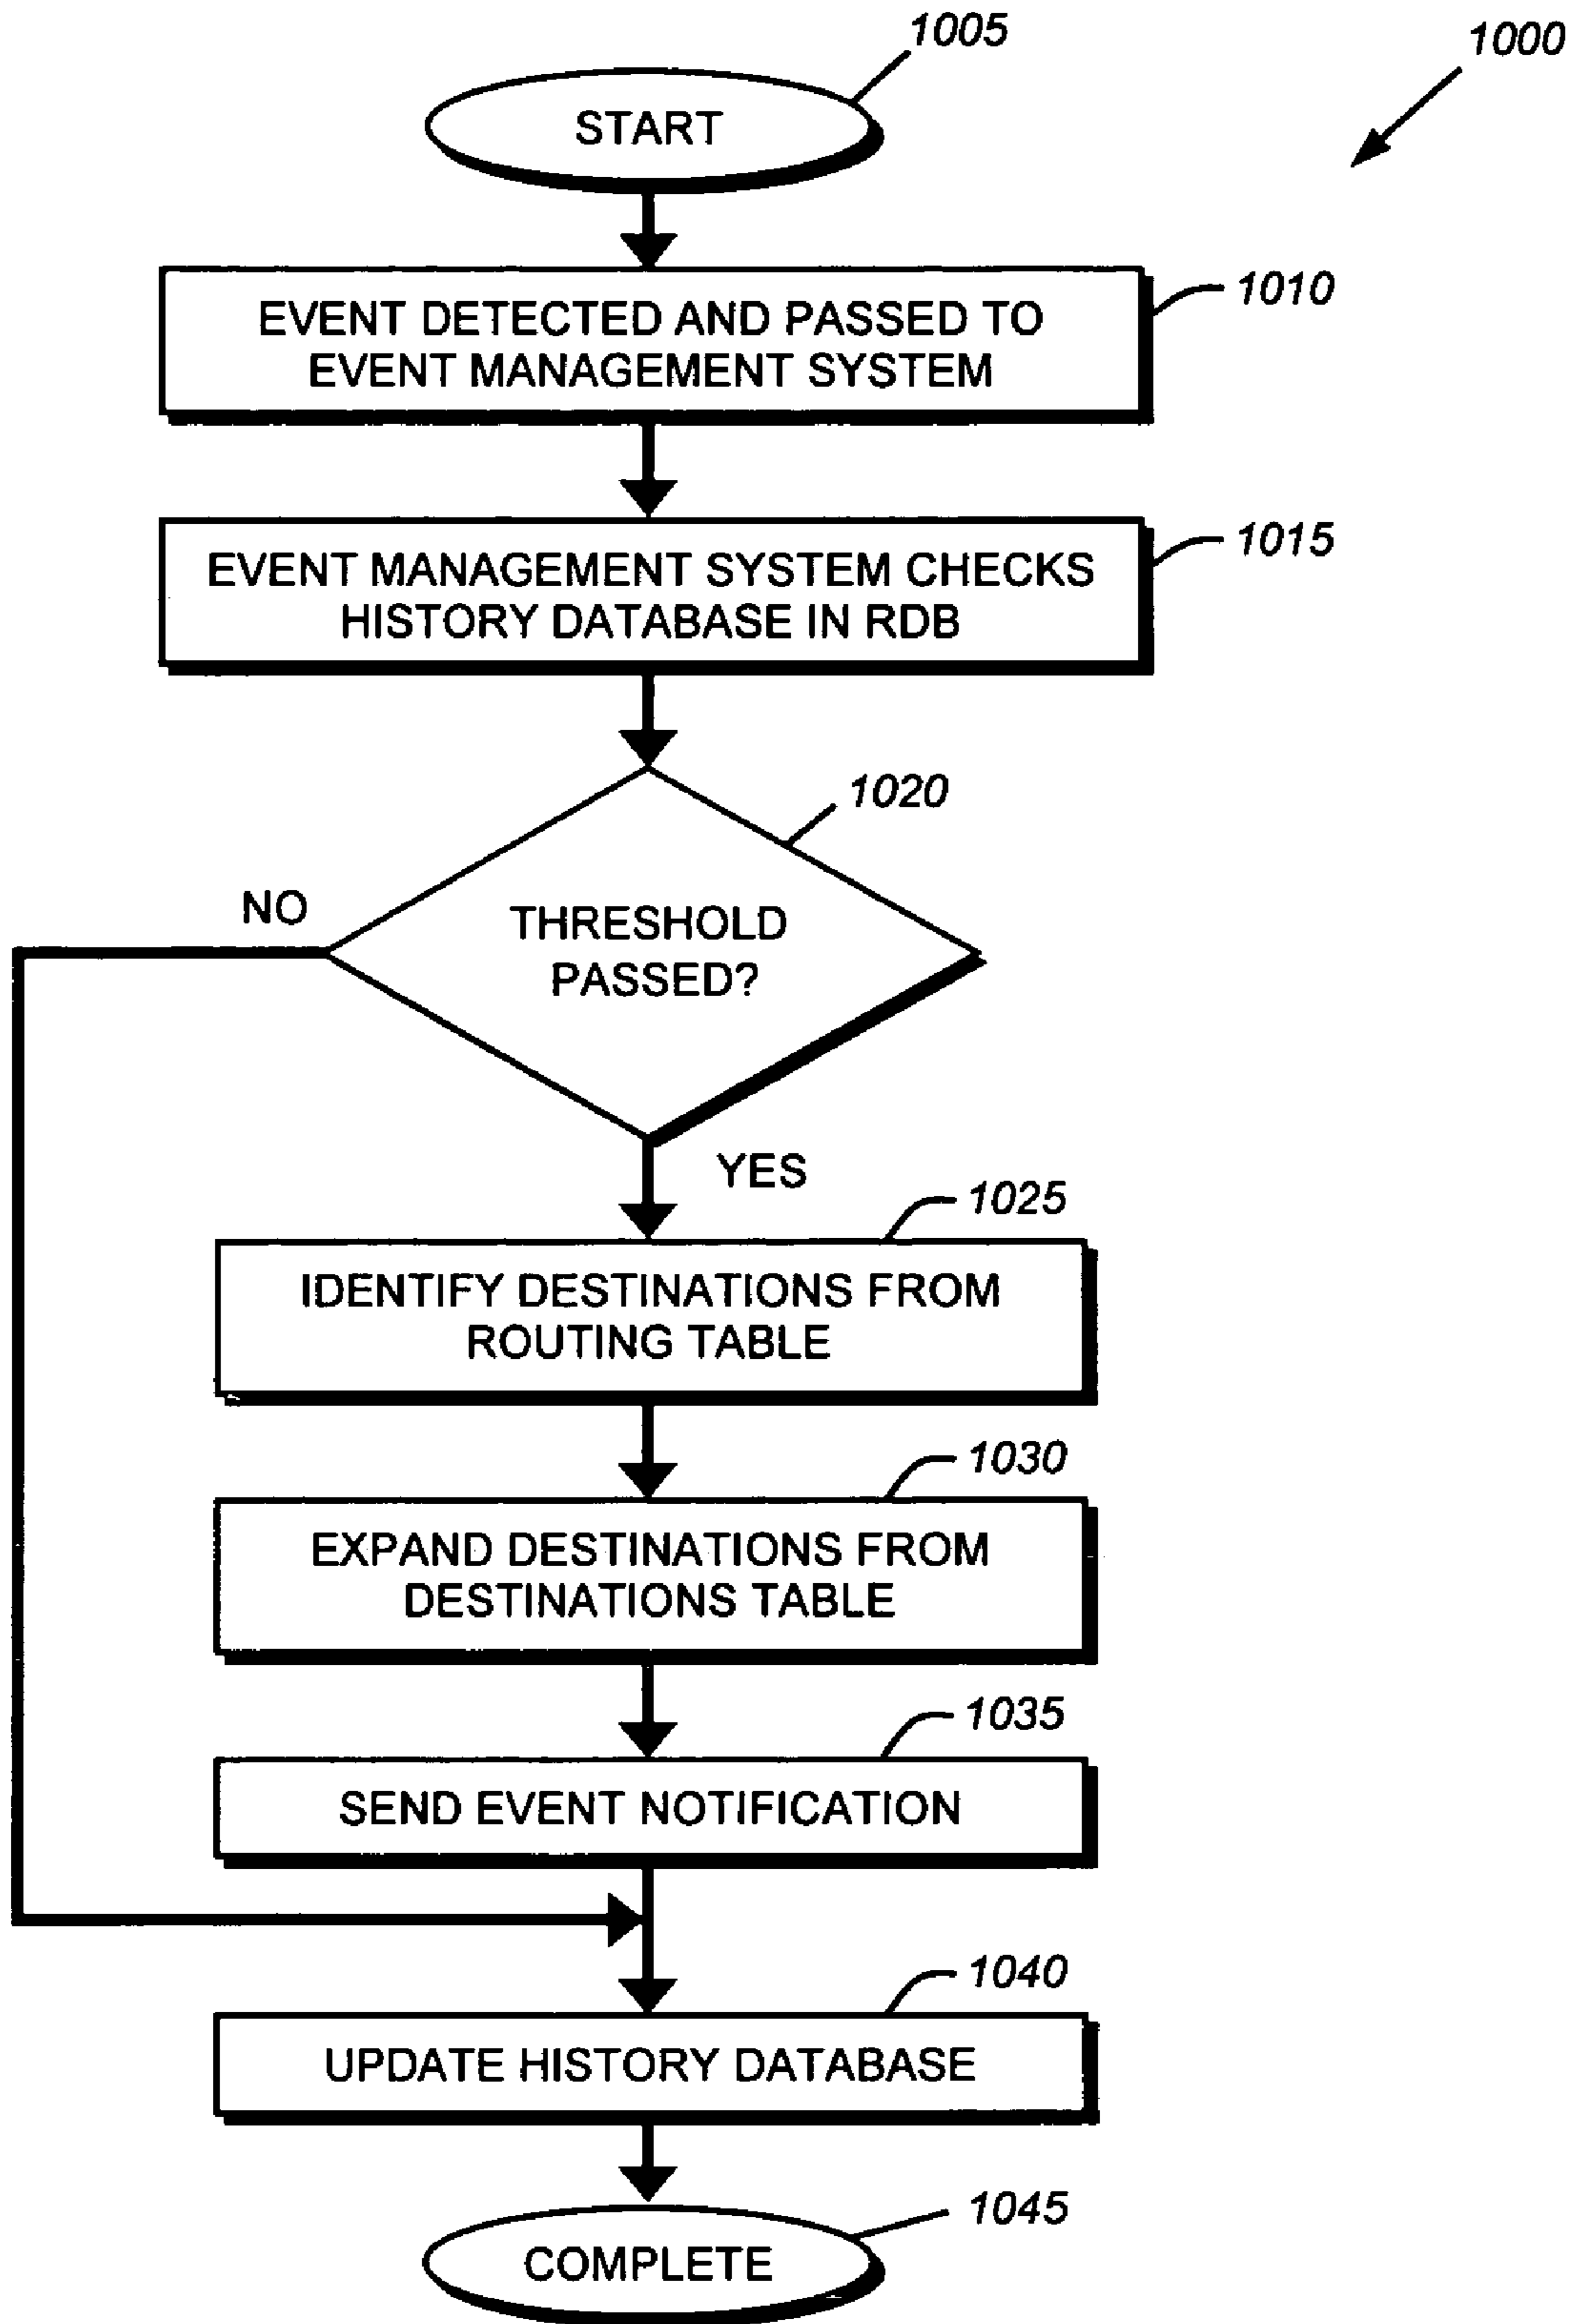 1005
1000
START
1010
EVENT DETECTED AND PASSED TO
EVENT MANAGEMENT SYSTEM
1015
EVENT MANAGEMENT SYSTEM CHECKS
HISTORY DATABASE IN RDB
1020
NO
THRESHOLD
PASSED?
YES
1025
IDENTIFY DESTINATIONS FROM
ROUTING TABLE
1030
EXPAND DESTINATIONS FROM
DESTINATIONS TABLE
1035
SEND EVENT NOTIFICATION
1040
UPDATE HISTORY DATABASE
1045
COMPLETE